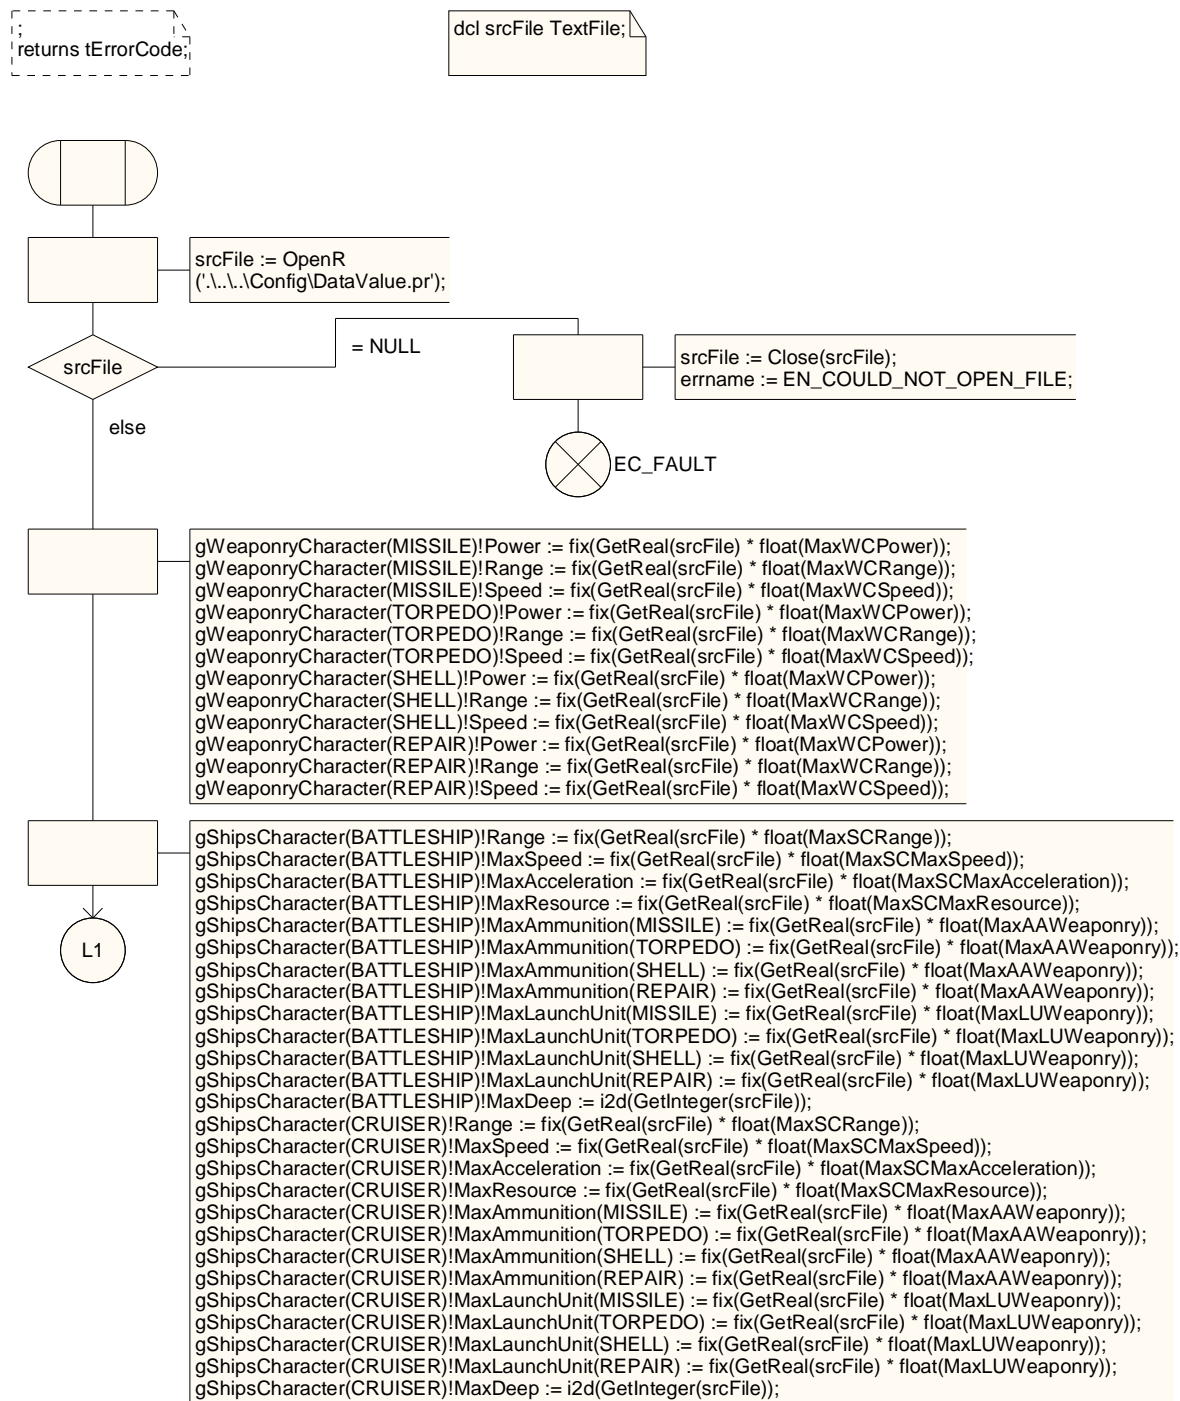 ;
returns tErrorCode;
dcl srcFile TextFile;
srcFile := OpenR
('.\..\..\Config\DataValue.pr');
srcFile
= NULL
srcFile := Close(srcFile);
errname := EN_COULD_NOT_OPEN_FILE;
else
EC_FAULT
gWeaponryCharacter(MISSILE)!Power := fix(GetReal(srcFile) * float(MaxWCPower));
gWeaponryCharacter(MISSILE)!Range := fix(GetReal(srcFile) * float(MaxWCRange));
gWeaponryCharacter(MISSILE)!Speed := fix(GetReal(srcFile) * float(MaxWCSpeed));
gWeaponryCharacter(TORPEDO)!Power := fix(GetReal(srcFile) * float(MaxWCPower));
gWeaponryCharacter(TORPEDO)!Range := fix(GetReal(srcFile) * float(MaxWCRange));
gWeaponryCharacter(TORPEDO)!Speed := fix(GetReal(srcFile) * float(MaxWCSpeed));
gWeaponryCharacter(SHELL)!Power := fix(GetReal(srcFile) * float(MaxWCPower));
gWeaponryCharacter(SHELL)!Range := fix(GetReal(srcFile) * float(MaxWCRange));
gWeaponryCharacter(SHELL)!Speed := fix(GetReal(srcFile) * float(MaxWCSpeed));
gWeaponryCharacter(REPAIR)!Power := fix(GetReal(srcFile) * float(MaxWCPower));
gWeaponryCharacter(REPAIR)!Range := fix(GetReal(srcFile) * float(MaxWCRange));
gWeaponryCharacter(REPAIR)!Speed := fix(GetReal(srcFile) * float(MaxWCSpeed));
gShipsCharacter(BATTLESHIP)!Range := fix(GetReal(srcFile) * float(MaxSCRange));
gShipsCharacter(BATTLESHIP)!MaxSpeed := fix(GetReal(srcFile) * float(MaxSCMaxSpeed));
gShipsCharacter(BATTLESHIP)!MaxAcceleration := fix(GetReal(srcFile) * float(MaxSCMaxAcceleration));
gShipsCharacter(BATTLESHIP)!MaxResource := fix(GetReal(srcFile) * float(MaxSCMaxResource));
gShipsCharacter(BATTLESHIP)!MaxAmmunition(MISSILE) := fix(GetReal(srcFile) * float(MaxAAWeaponry));
gShipsCharacter(BATTLESHIP)!MaxAmmunition(TORPEDO) := fix(GetReal(srcFile) * float(MaxAAWeaponry));
gShipsCharacter(BATTLESHIP)!MaxAmmunition(SHELL) := fix(GetReal(srcFile) * float(MaxAAWeaponry));
gShipsCharacter(BATTLESHIP)!MaxAmmunition(REPAIR) := fix(GetReal(srcFile) * float(MaxAAWeaponry));
gShipsCharacter(BATTLESHIP)!MaxLaunchUnit(MISSILE) := fix(GetReal(srcFile) * float(MaxLUWeaponry));
gShipsCharacter(BATTLESHIP)!MaxLaunchUnit(TORPEDO) := fix(GetReal(srcFile) * float(MaxLUWeaponry));
gShipsCharacter(BATTLESHIP)!MaxLaunchUnit(SHELL) := fix(GetReal(srcFile) * float(MaxLUWeaponry));
gShipsCharacter(BATTLESHIP)!MaxLaunchUnit(REPAIR) := fix(GetReal(srcFile) * float(MaxLUWeaponry));
gShipsCharacter(BATTLESHIP)!MaxDeep := i2d(GetInteger(srcFile));
gShipsCharacter(CRUISER)!Range := fix(GetReal(srcFile) * float(MaxSCRange));
gShipsCharacter(CRUISER)!MaxSpeed := fix(GetReal(srcFile) * float(MaxSCMaxSpeed));
gShipsCharacter(CRUISER)!MaxAcceleration := fix(GetReal(srcFile) * float(MaxSCMaxAcceleration));
gShipsCharacter(CRUISER)!MaxResource := fix(GetReal(srcFile) * float(MaxSCMaxResource));
gShipsCharacter(CRUISER)!MaxAmmunition(MISSILE) := fix(GetReal(srcFile) * float(MaxAAWeaponry));
gShipsCharacter(CRUISER)!MaxAmmunition(TORPEDO) := fix(GetReal(srcFile) * float(MaxAAWeaponry));
gShipsCharacter(CRUISER)!MaxAmmunition(SHELL) := fix(GetReal(srcFile) * float(MaxAAWeaponry));
gShipsCharacter(CRUISER)!MaxAmmunition(REPAIR) := fix(GetReal(srcFile) * float(MaxAAWeaponry));
gShipsCharacter(CRUISER)!MaxLaunchUnit(MISSILE) := fix(GetReal(srcFile) * float(MaxLUWeaponry));
gShipsCharacter(CRUISER)!MaxLaunchUnit(TORPEDO) := fix(GetReal(srcFile) * float(MaxLUWeaponry));
gShipsCharacter(CRUISER)!MaxLaunchUnit(SHELL) := fix(GetReal(srcFile) * float(MaxLUWeaponry));
gShipsCharacter(CRUISER)!MaxLaunchUnit(REPAIR) := fix(GetReal(srcFile) * float(MaxLUWeaponry));
gShipsCharacter(CRUISER)!MaxDeep := i2d(GetInteger(srcFile));
L1